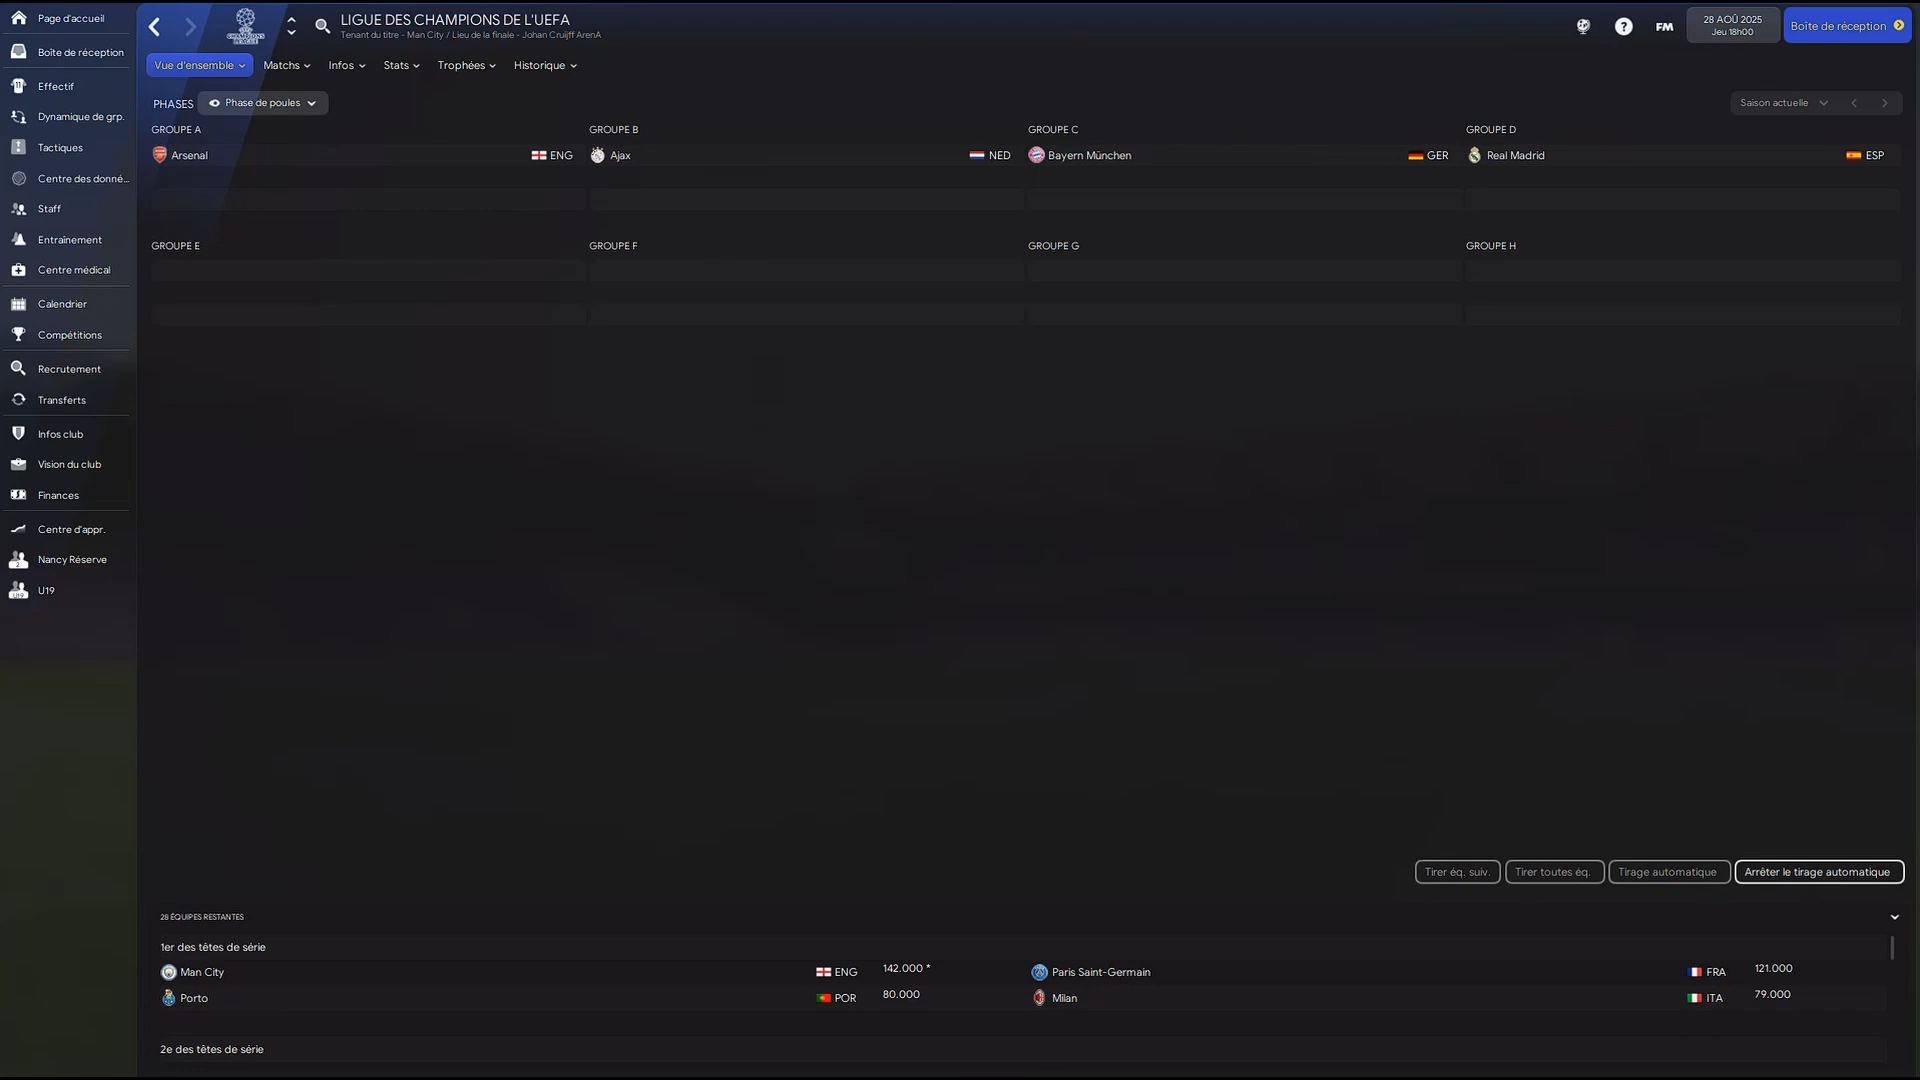 Page d'accueil
Boîte de réception
Effectif
Dynamique de grp.
Tactiques
Centre des donné...
Staff
Entraînement
Centre médical
Calendrier
Compétitions
Recrutement
Transferts
Infos club
Vision du club
Finances
Centre d'appr.
Nancy Réserve
U19
LIGUE DES CHAMPIONS DE L'UEFA
Tenant du titre - Man City / Lieu de la finale - Johan Cruijff ArenA
FM
28 AOÛ 2025
Jeu 18h00
Boîte de réception
Vue d'ensemble
Matchs
Infos
Stats
Trophées
Historique
PHASES
Phase de poules
Saison actuelle
GROUPE A
GROUPE B
GROUPE C
GROUPE D
Arsenal ENG
Ajax NED
Bayern München GER
Real Madrid ESP
GROUPE E
GROUPE F
GROUPE G
GROUPE H
Tirer éq. suiv.
Tirer toutes éq.
Tirage automatique
Arrêter le tirage automatique
28 ÉQUIPES RESTANTES
1er des têtes de série
Man City ENG 142.000 *
Paris Saint-Germain FRA 121.000
Porto POR 80.000
Milan ITA 79.000
2e des têtes de série